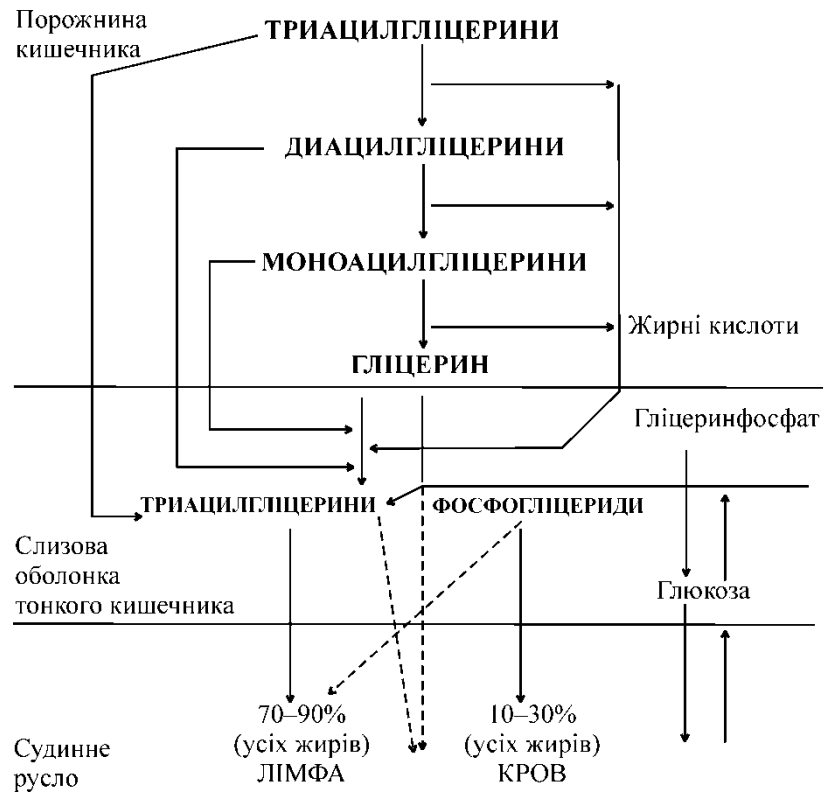 Порожнина
кишечника
ТРИАЦИЛГЛІЦЕРИНИ
ДИАЦИЛГЛІЦЕРИНИ
МОНОАЦИЛГЛІЦЕРИНИ
Жирні кислоти
ГЛІЦЕРИН
Гліцеринфосфат
ТРИАЦИЛГЛІЦЕРИНИ
ФОСФОГЛІЦЕРИДИ
Слизова
оболонка
тонкого кишечника
Глюкоза
70–90%
(усіх жирів)
ЛІМФА
10–30%
(усіх жирів)
КРОВ
Судинне
русло